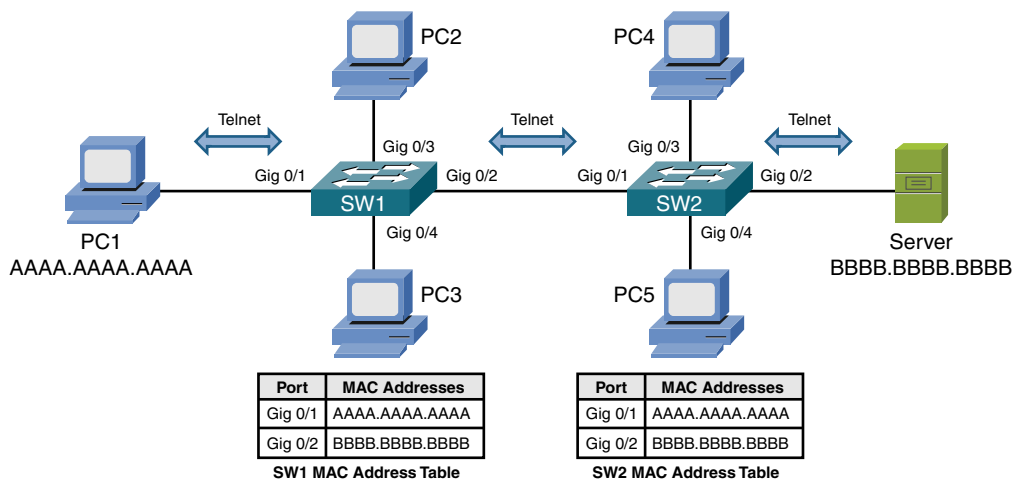 PC2
PC4
Telnet
Telnet
Telnet
Gig 0/3
Gig 0/3
Gig 0/1
Gig 0/2
Gig 0/1
Gig 0/2
SW1
SW2
Gig 0/4
Gig 0/4
PC1
AAAA.AAAA.AAAA
Server
BBBB.BBBB.BBBB
PC3
PC5
Port MAC Addresses
Gig 0/1 AAAA.AAAA.AAAA
Gig 0/2 BBBB.BBBB.BBBB
SW1 MAC Address Table
Port MAC Addresses
Gig 0/1 AAAA.AAAA.AAAA
Gig 0/2 BBBB.BBBB.BBBB
SW2 MAC Address Table